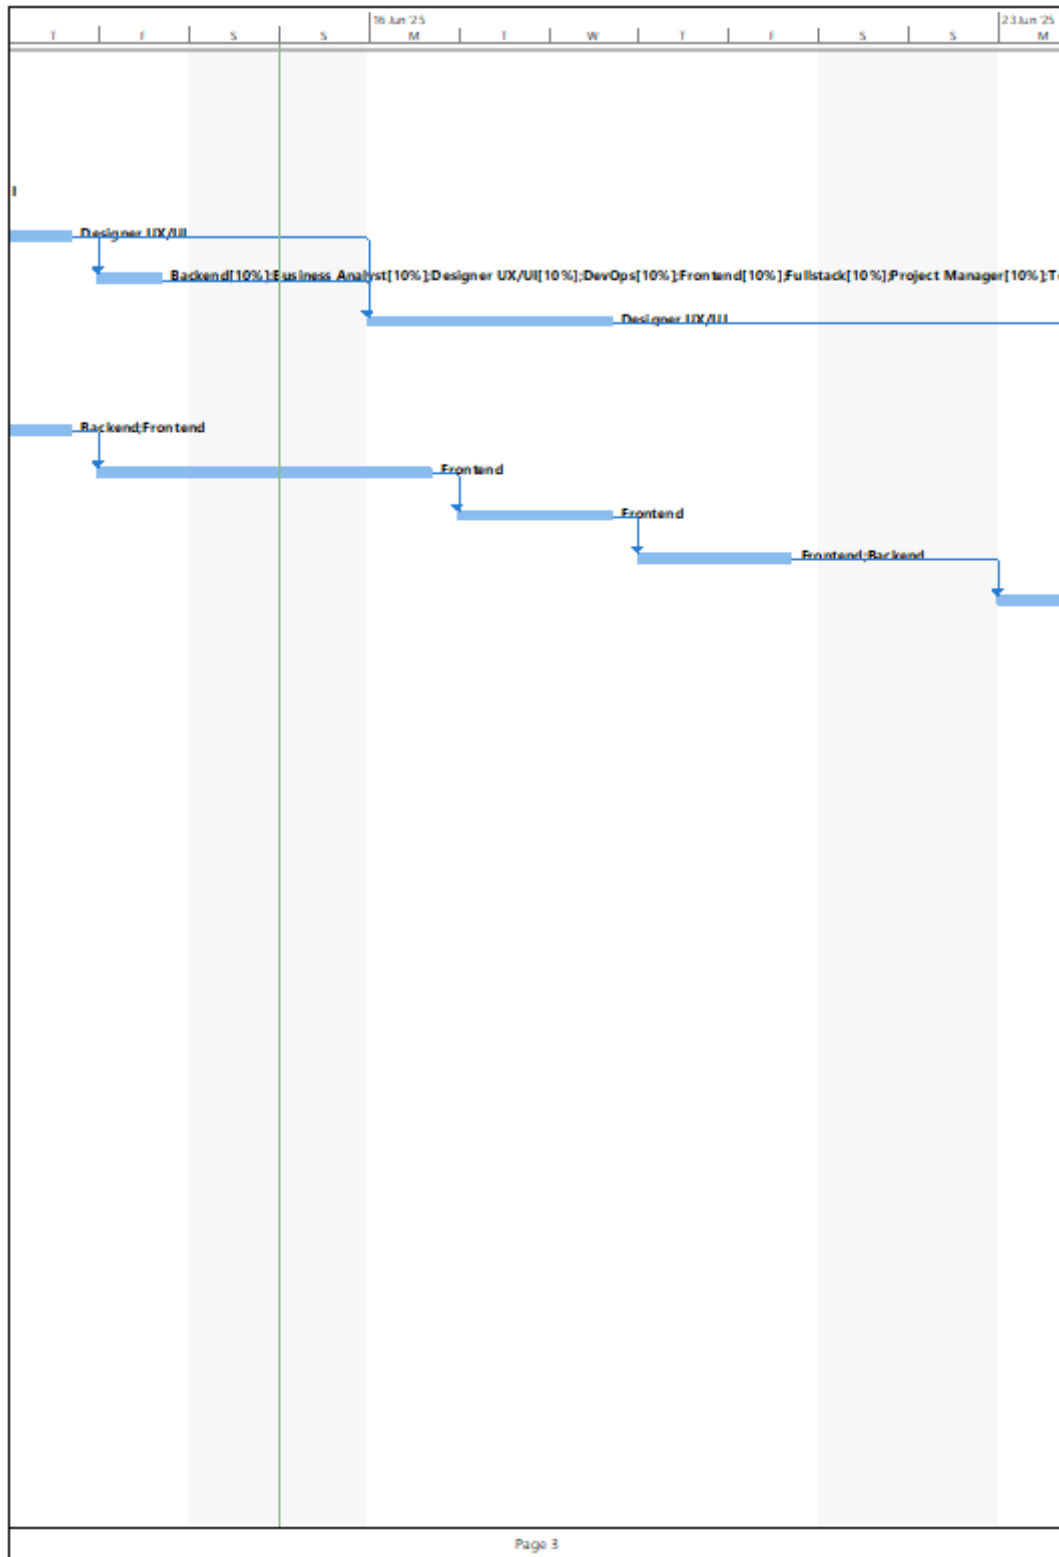 16 Jun '25 23 Jun '25
T F S S M T W T F S S M
Designer UX/UI
Backend[10%];Business Analyst[10%];Designer UX/UI[10%];DevOps[10%];Frontend[10%];Fullstack[10%];Project Manager[10%];
Designer UX/UI
Backend;Frontend
Frontend
Frontend
Frontend;Backend
Page 3